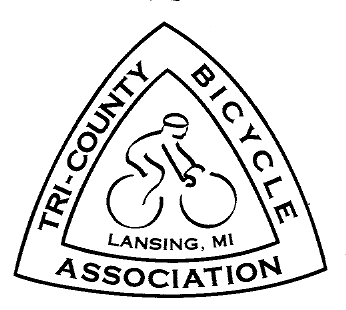 TRI-COUNTY
BICYCLE
LANSING, MI
ASSOCIATION